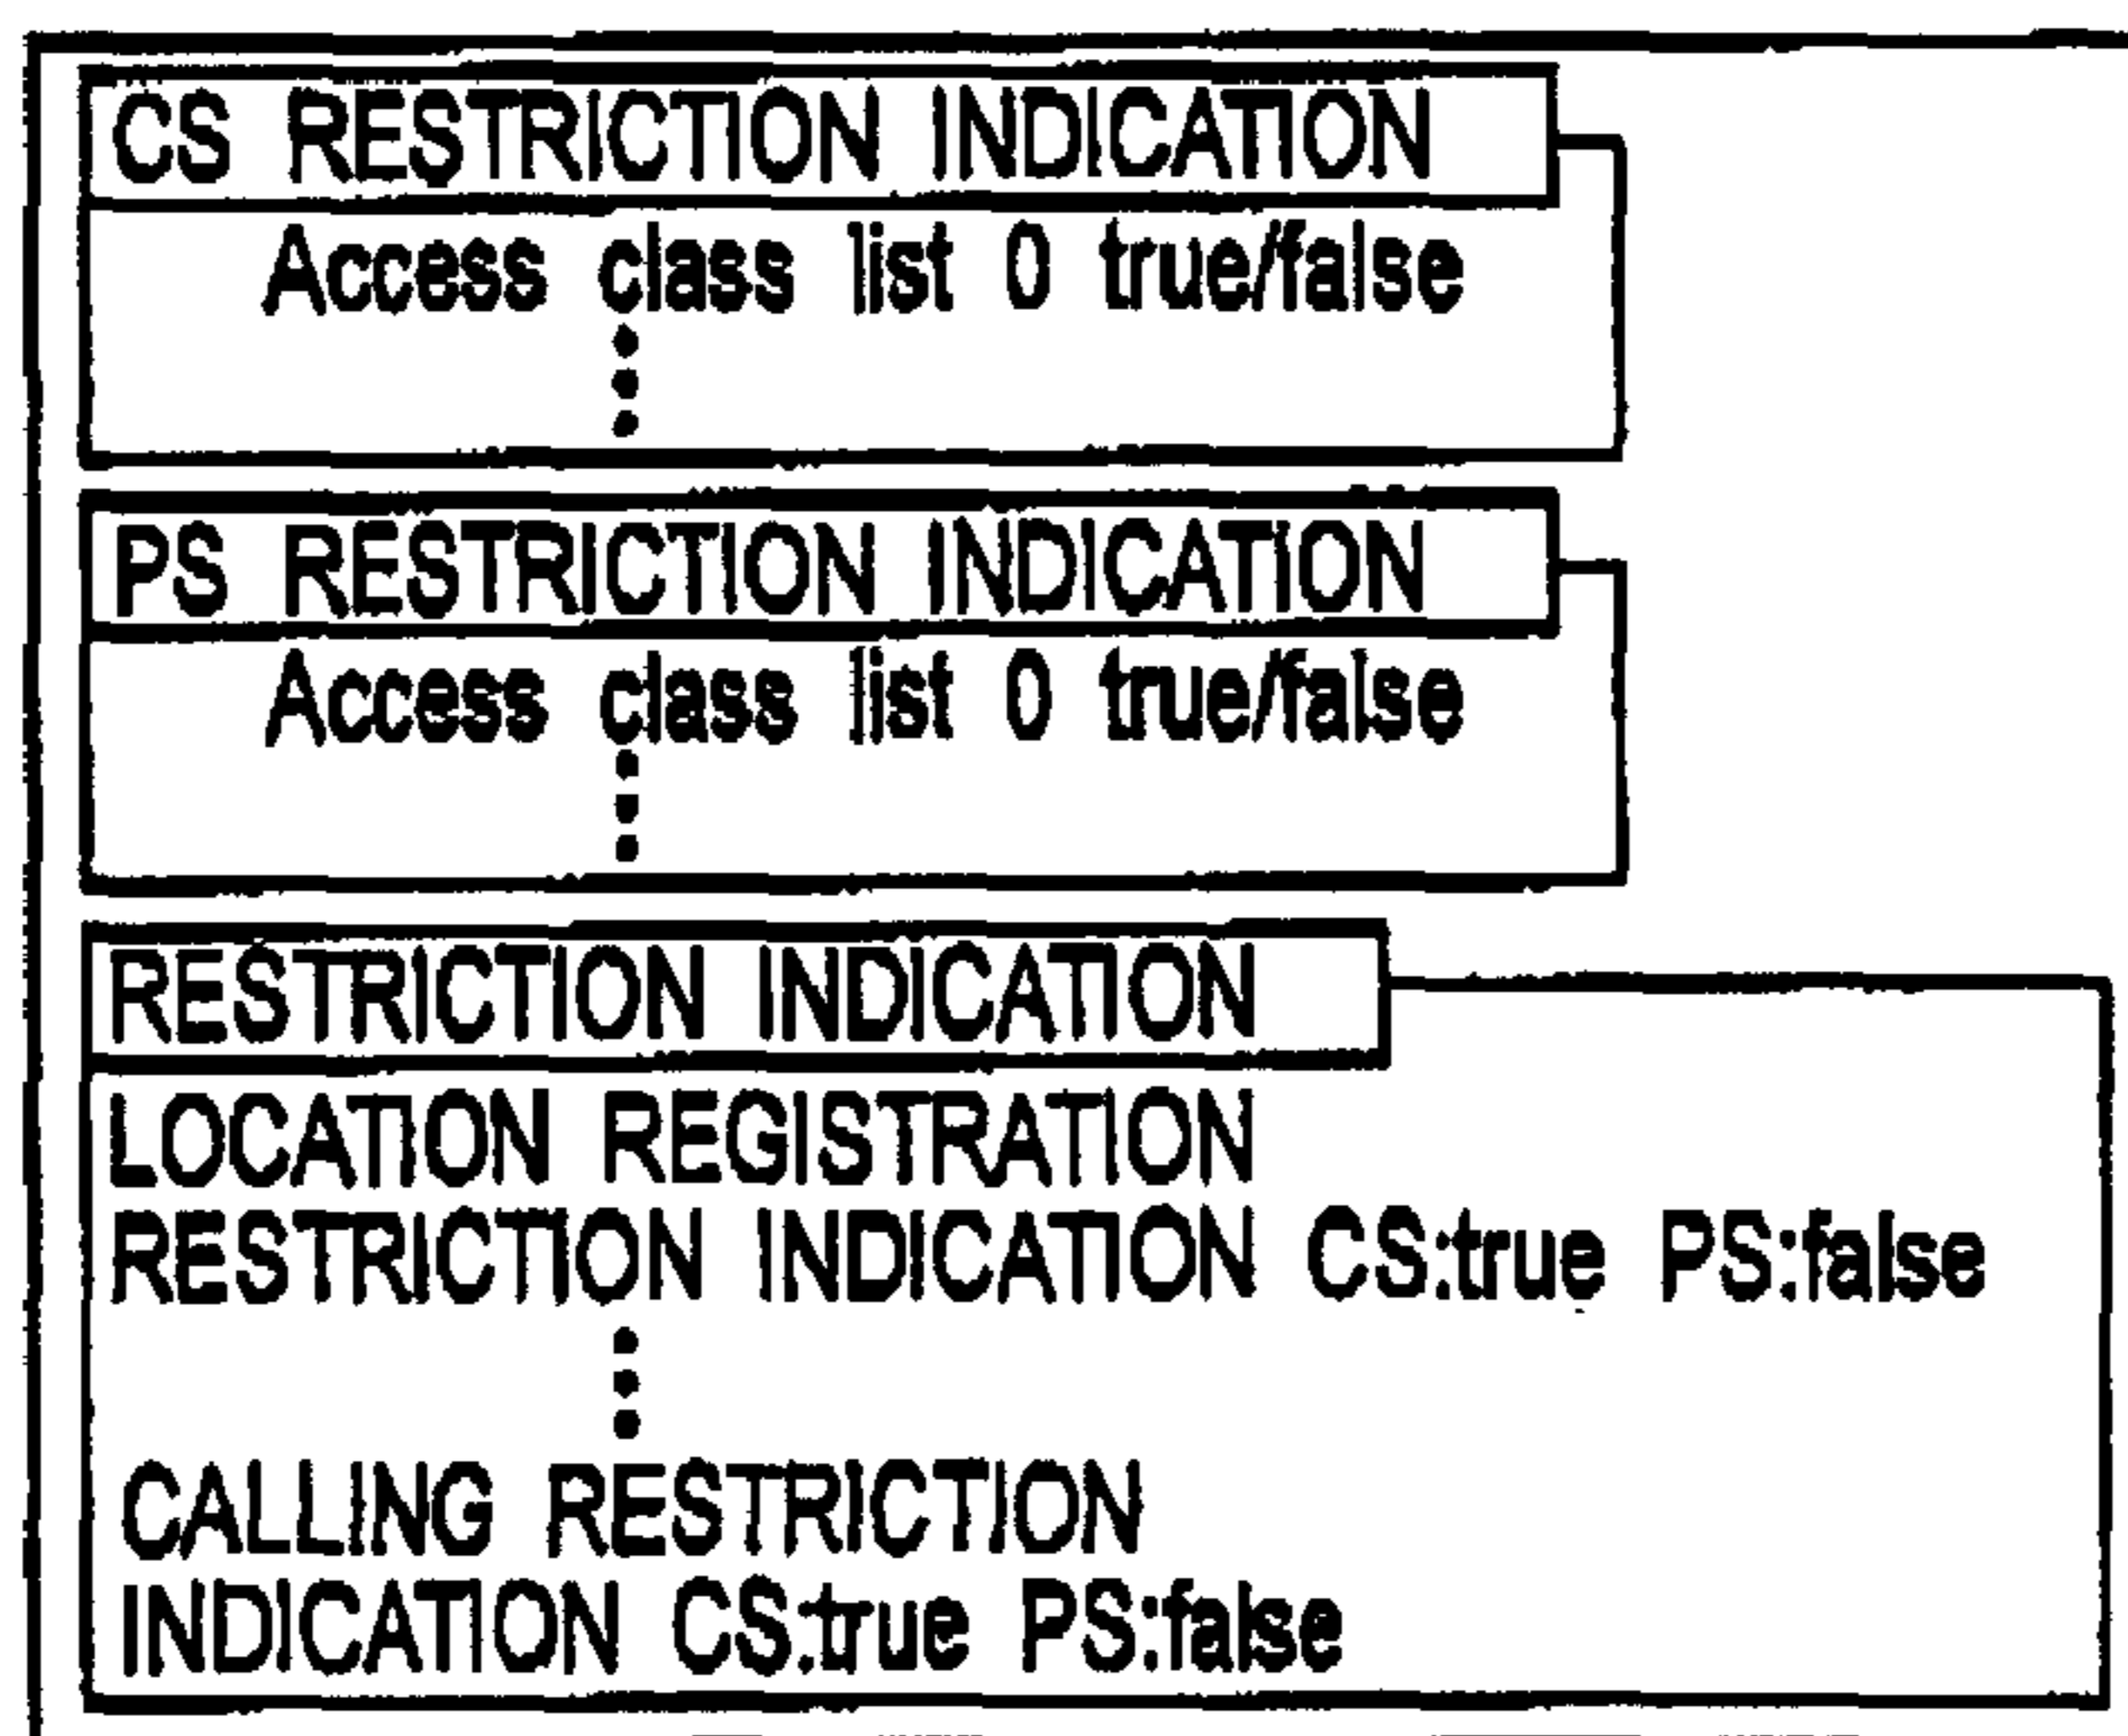 CS RESTRICTION INDICATION
Access class list 0 true/false
PS RESTRICTION INDICATION
Access class list 0 true/false
RESTRICTION INDICATION
LOCATION REGISTRATION
RESTRICTION INDICATION CS:true PS:false
CALLING RESTRICTION
INDICATION CS:true PS:false